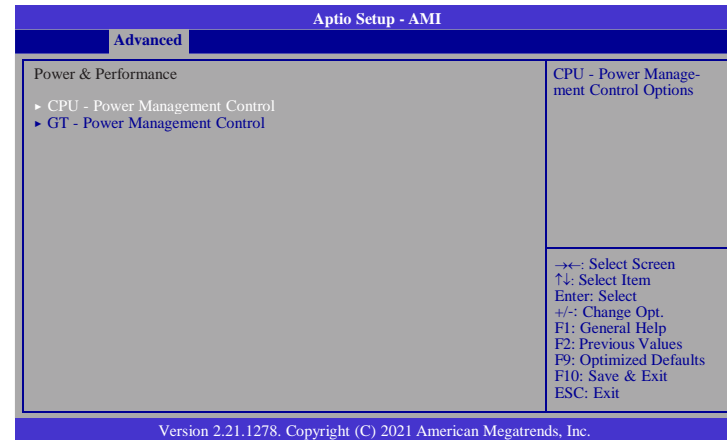 Aptio Setup - AMI
Advanced
Power & Performance
► CPU - Power Management Control
► GT - Power Management Control
CPU - Power Manage-
ment Control Options
→←: Select Screen
↑↓: Select Item
Enter: Select
+/-: Change Opt.
F1: General Help
F2: Previous Values
F9: Optimized Defaults
F10: Save & Exit
ESC: Exit
Version 2.21.1278. Copyright (C) 2021 American Megatrends, Inc.